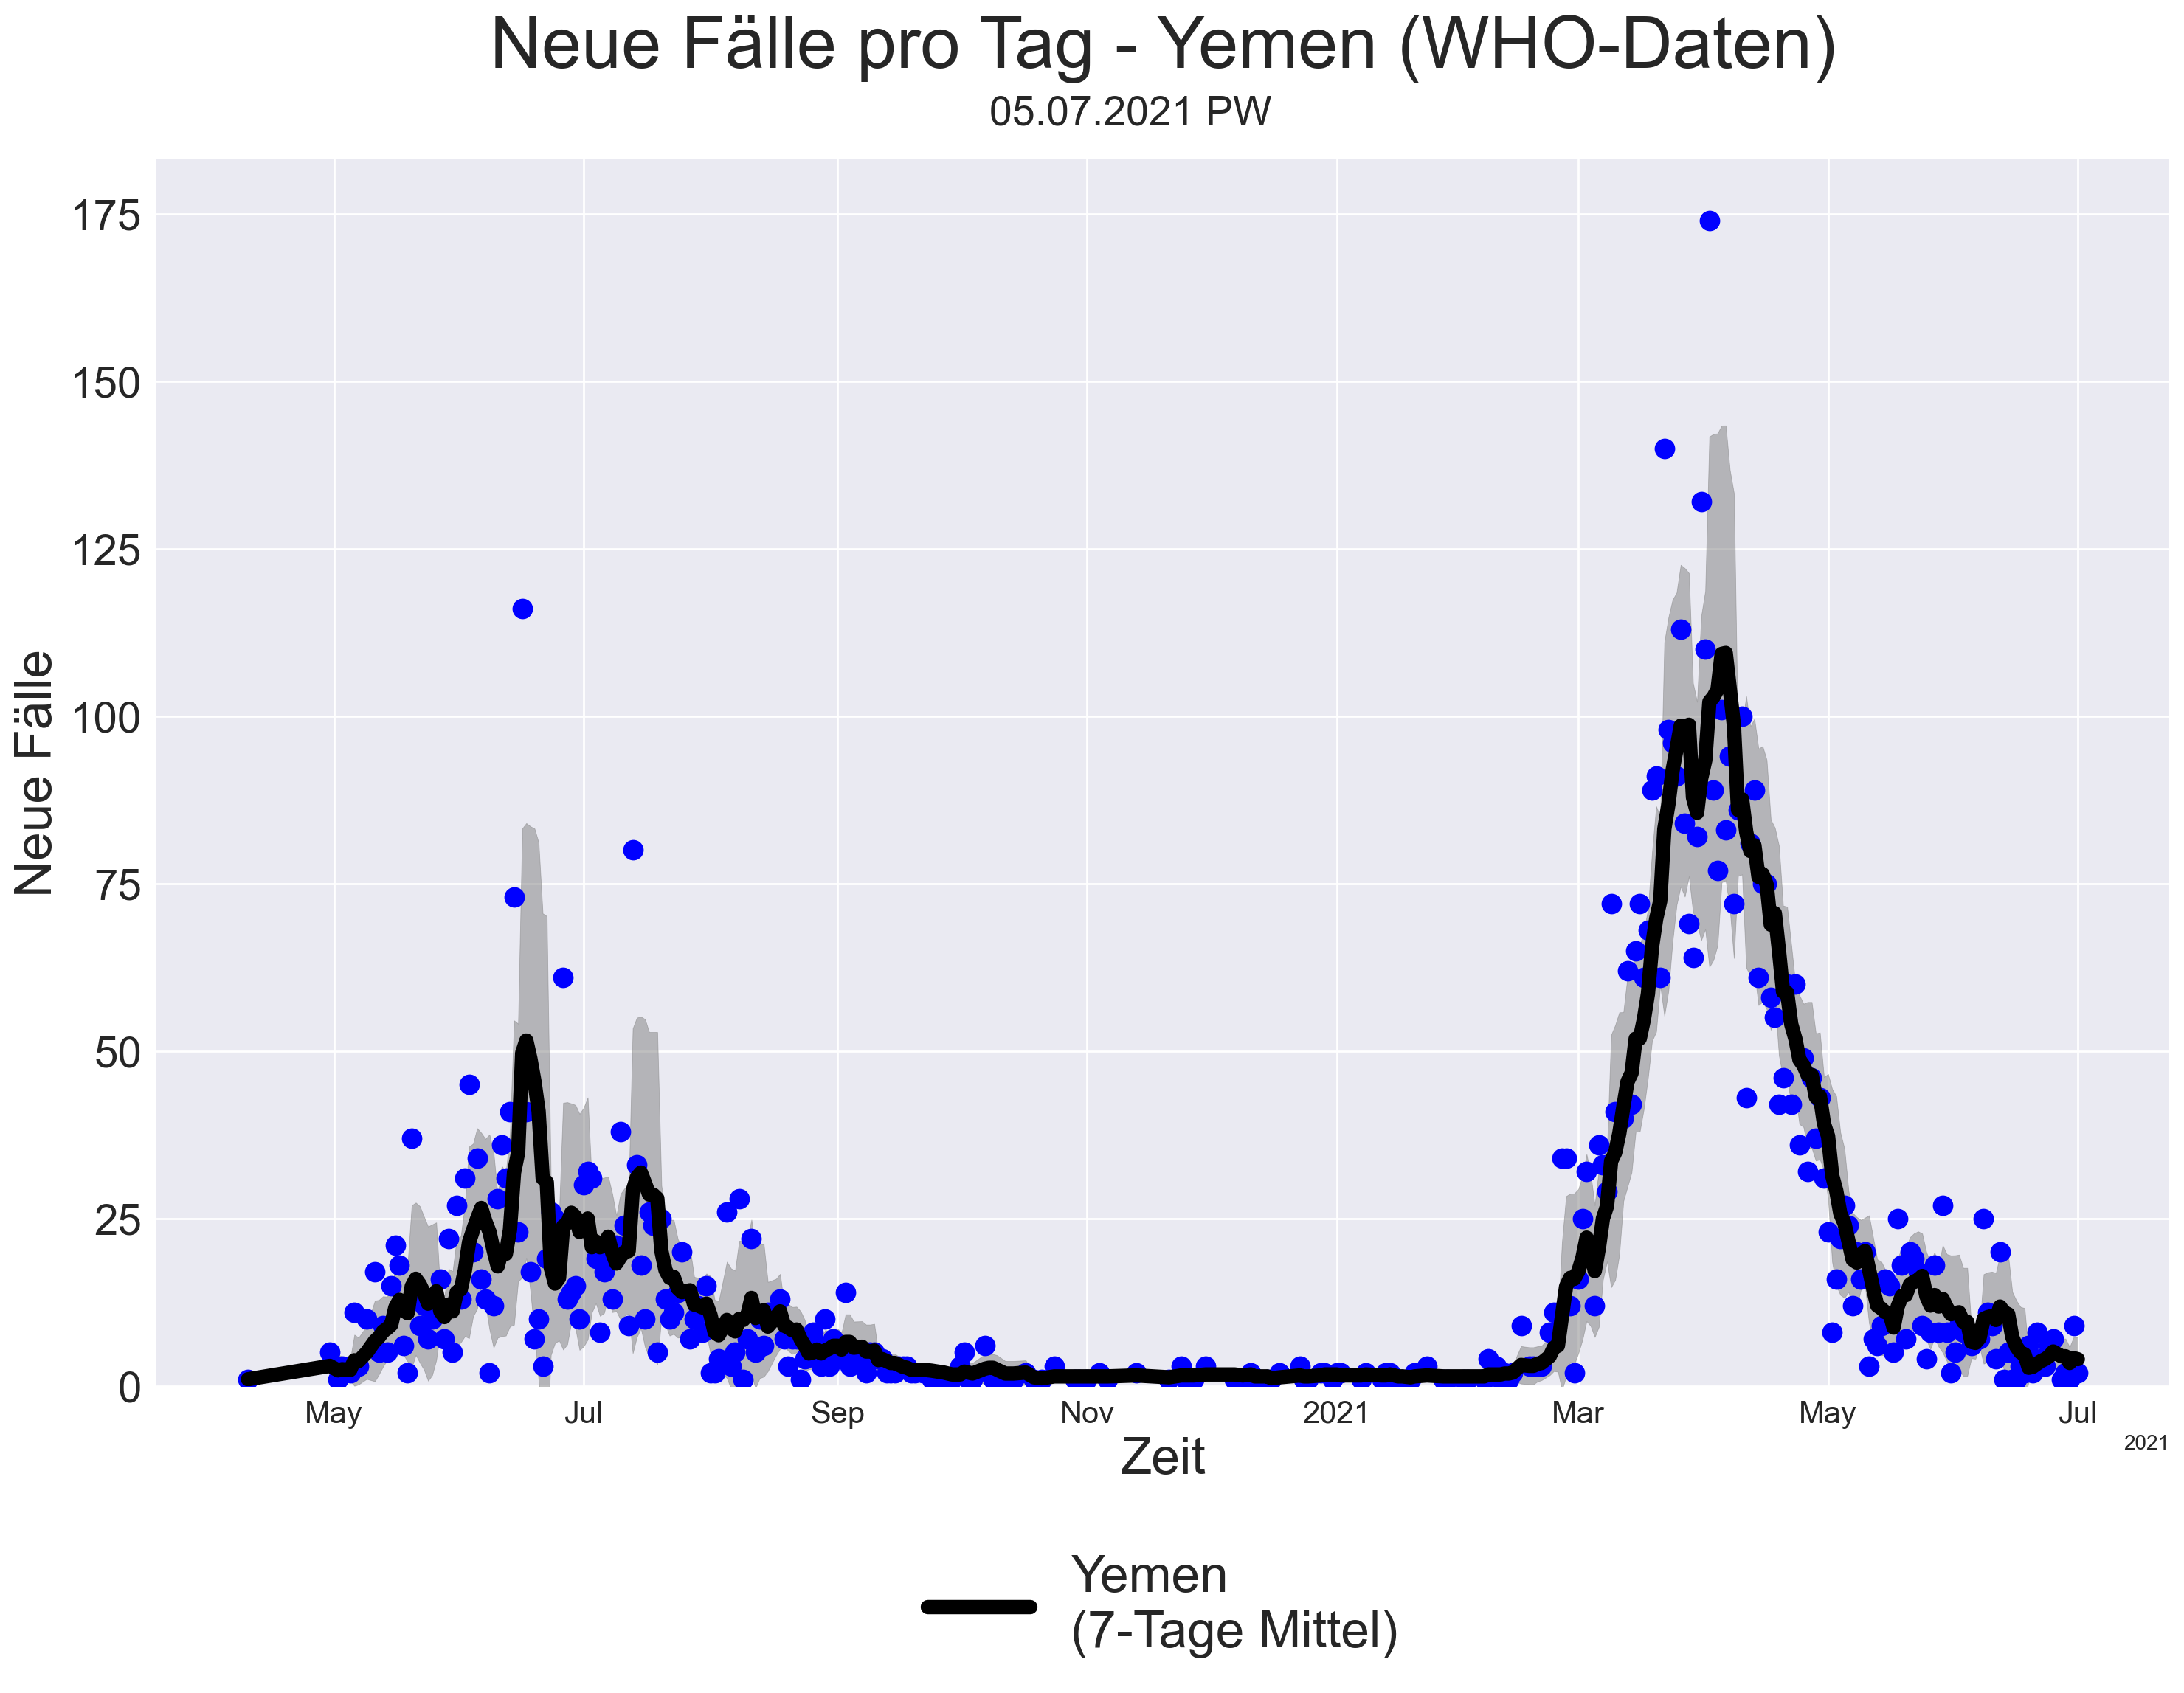 Neue Fälle pro Tag - Yemen (WHO-Daten)
05.07.2021 PW
Neue Fälle
175
150
125
100
75
50
25
0
May
Jul
Sep
Nov
2021
Mar
May
Jul
2021
Zeit
Yemen
(7-Tage Mittel)